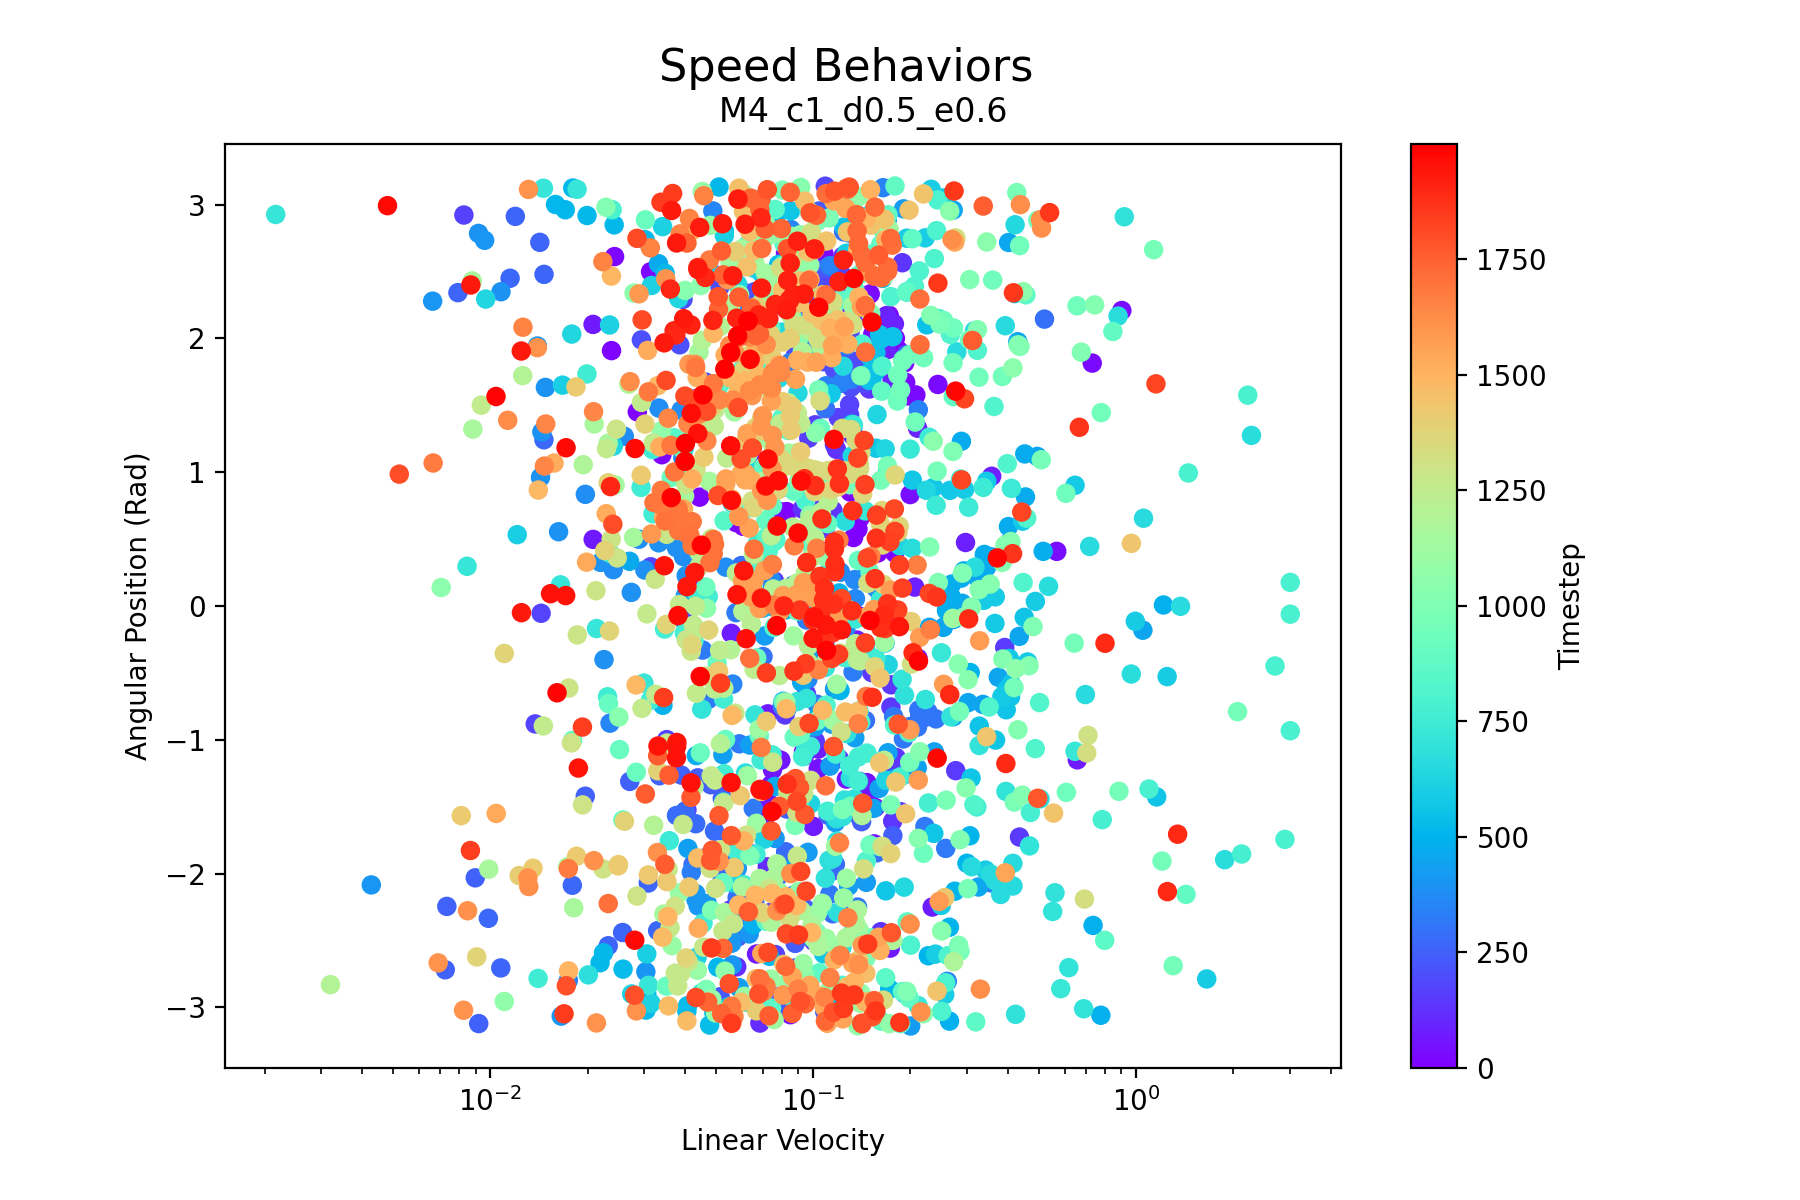 Speed Behaviors
M4_c1_d0.5_e0.6
Angular Position (Rad)
3
2
1
0
−1
−2
−3
10⁻² 10⁻¹ 10⁰
Linear Velocity
1750
1500
1250
1000
750
500
250
0
Timestep